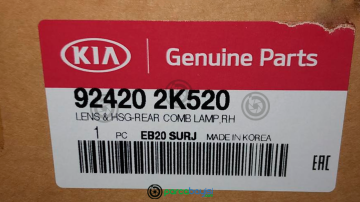 KIA Genuine Parts
92420 2K520
LENS & HSG-REAR COMB LAMP,RH
1 PC EB20 SURJ MADE IN KOREA
EAC